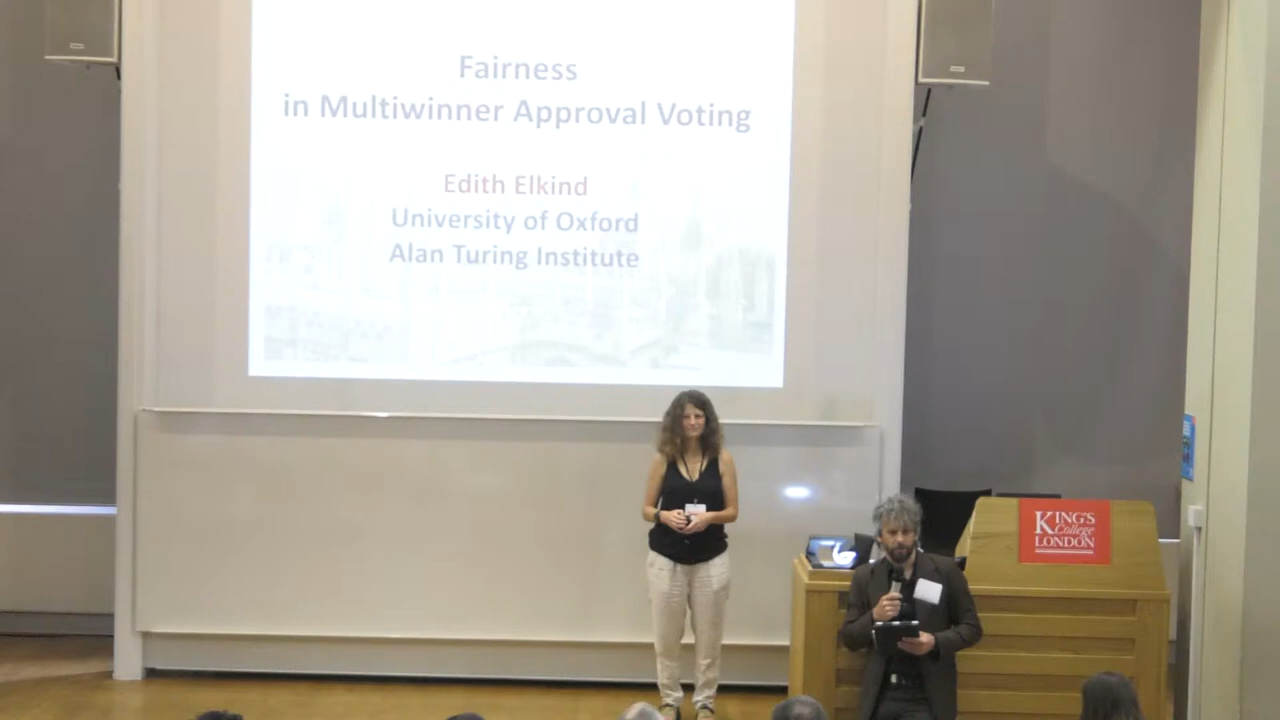 Fairness
in Multiwinner Approval Voting
Edith Elkind
University of Oxford
Alan Turing Institute
KING'S
College
LONDON